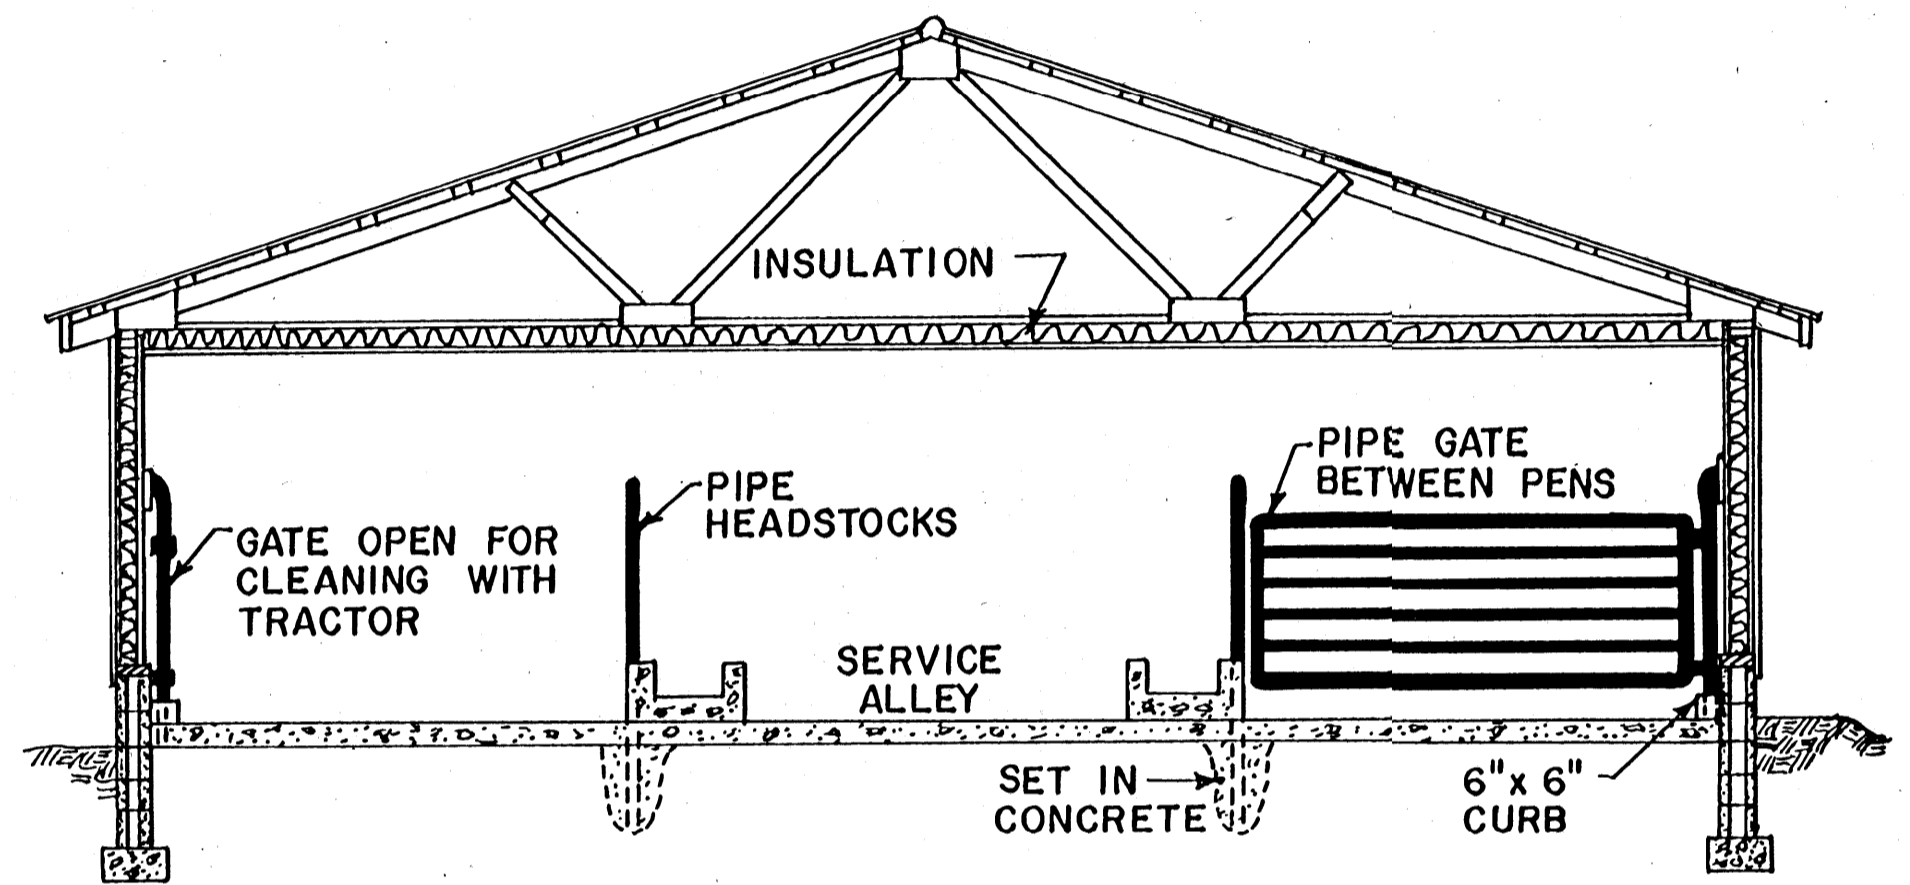 INSULATION
PIPE GATE
BETWEEN PENS
PIPE
HEADSTOCKS
GATE OPEN FOR
CLEANING WITH
TRACTOR
SERVICE
ALLEY
SET IN
CONCRETE
6" x 6"
CURB